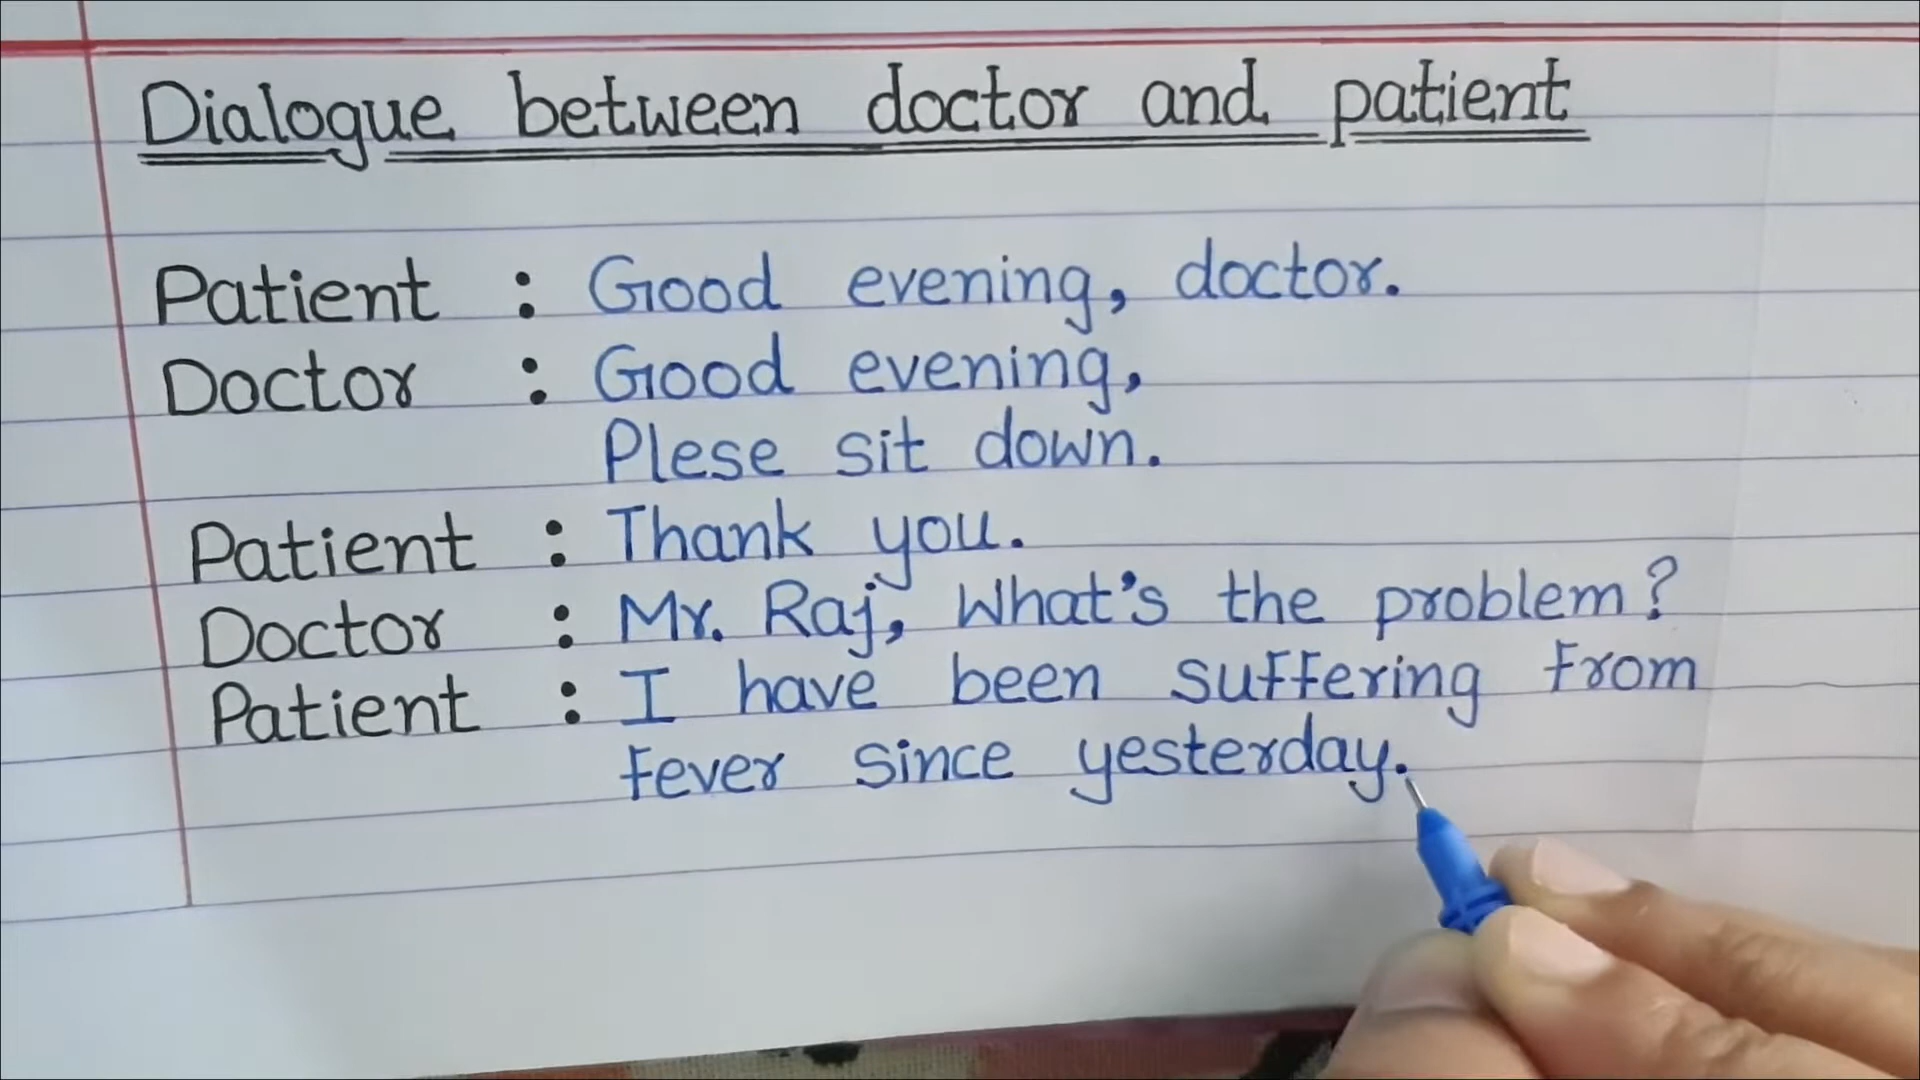 Dialogue between doctor and patient
Patient : Good evening, doctor.
Doctor : Good evening,
Plese sit down.
Patient : Thank you.
Doctor : Mr. Raj, What's the problem?
Patient : I have been suffering from
fever since yesterday.